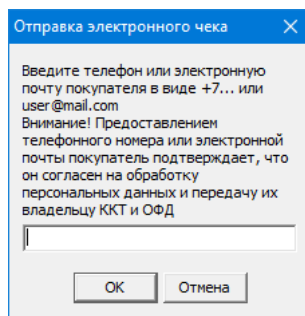 Отправка электронного чека
Введите телефон или электронную
почту покупателя в виде +7... или
user@mail.com
Внимание! Предоставлением
телефонного номера или электронной
почты покупатель подтверждает, что
он согласен на обработку
персональных данных и передачу их
владельцу ККТ и ОФД
OK
Отмена